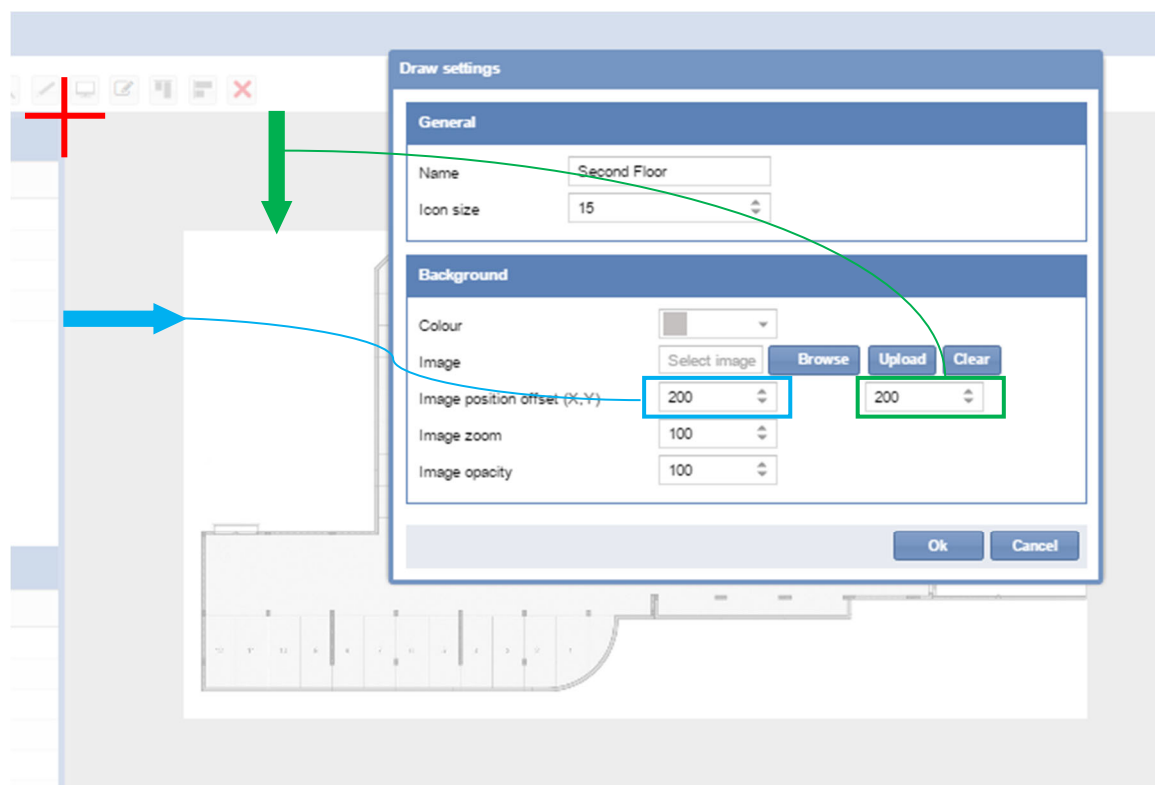 Draw settings
General
Name Second Floor
Icon size 15
Background
Colour
Image Select image Browse Upload Clear
Image position offset (X,Y) 200 200
Image zoom 100
Image opacity 100
Ok Cancel